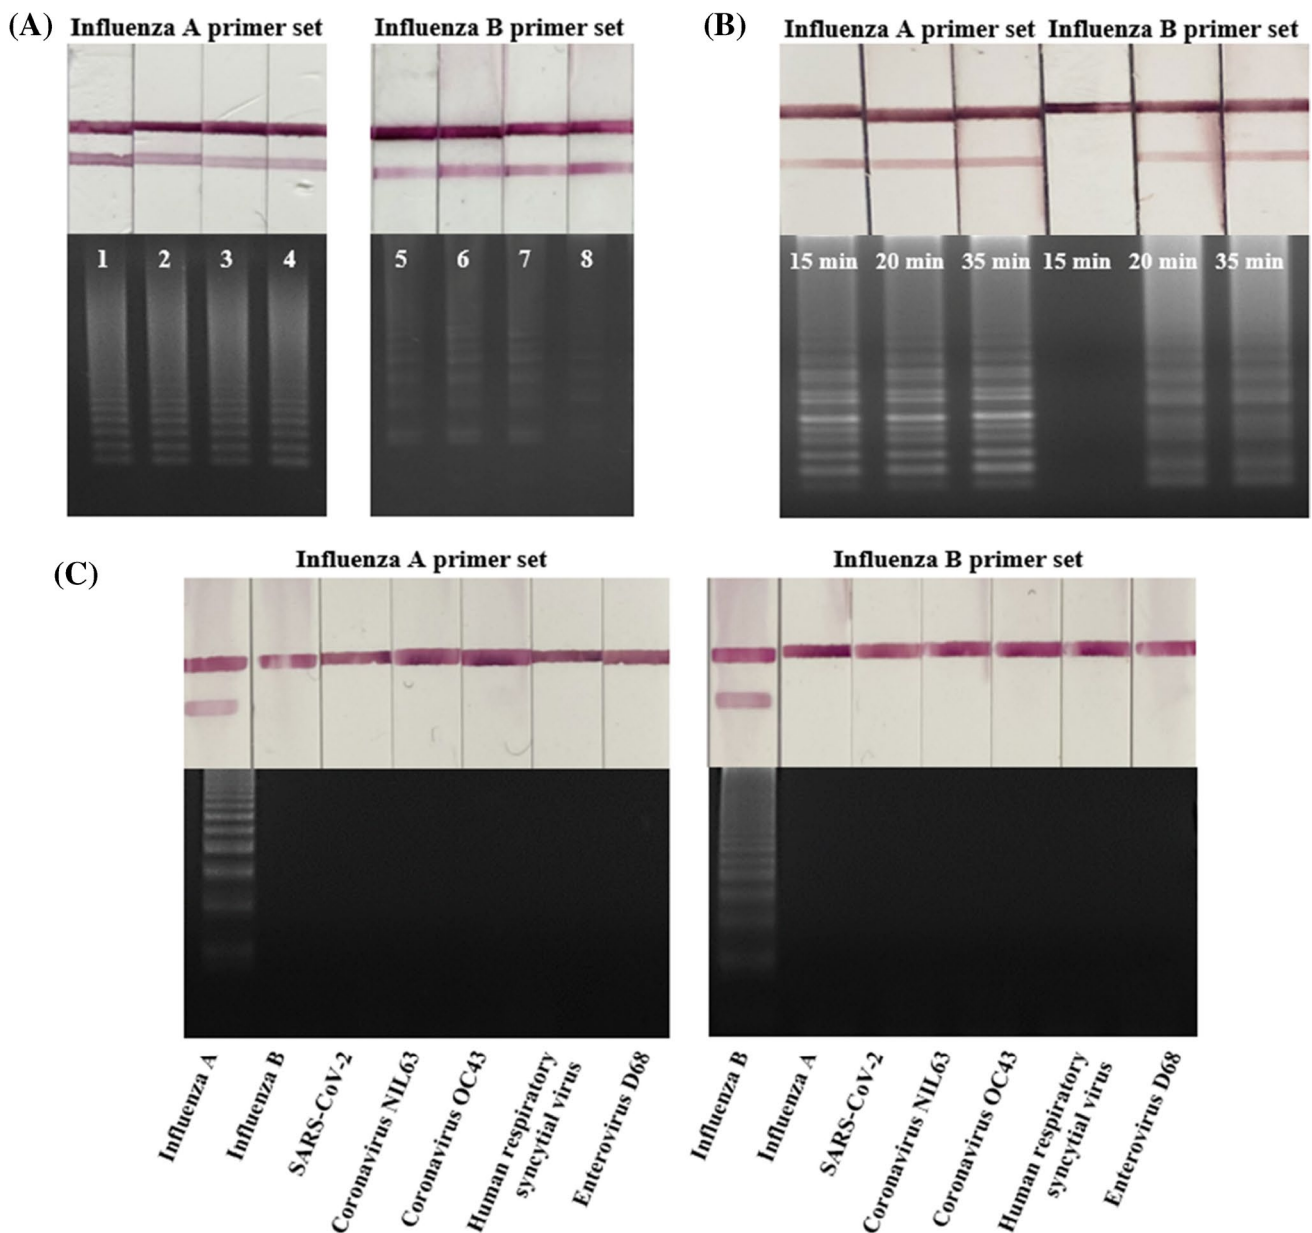 (A)
Influenza A primer set
Influenza B primer set
1 2 3 4
5 6 7 8
(B)
Influenza A primer set
Influenza B primer set
15 min 20 min 35 min 15 min 20 min 35 min
(C)
Influenza A primer set
Influenza A
Influenza B
SARS-CoV-2
Coronavirus NIL63
Coronavirus OC43
Human respiratory
syncytial virus
Enterovirus D68
Influenza B primer set
Influenza B
Influenza A
SARS-CoV-2
Coronavirus NIL63
Coronavirus OC43
Human respiratory
syncytial virus
Enterovirus D68